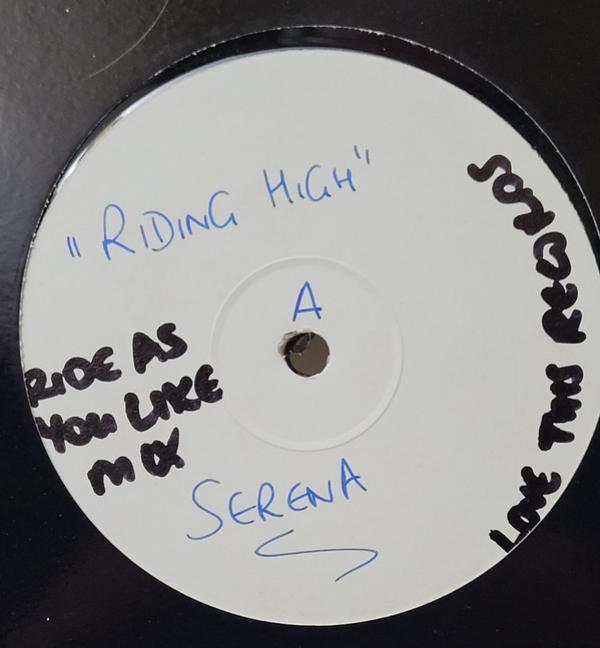 "RIDING HIGH"
A
RIDE AS
YOU LIKE
MIX
SERENA
LOVE THIS RECORDS